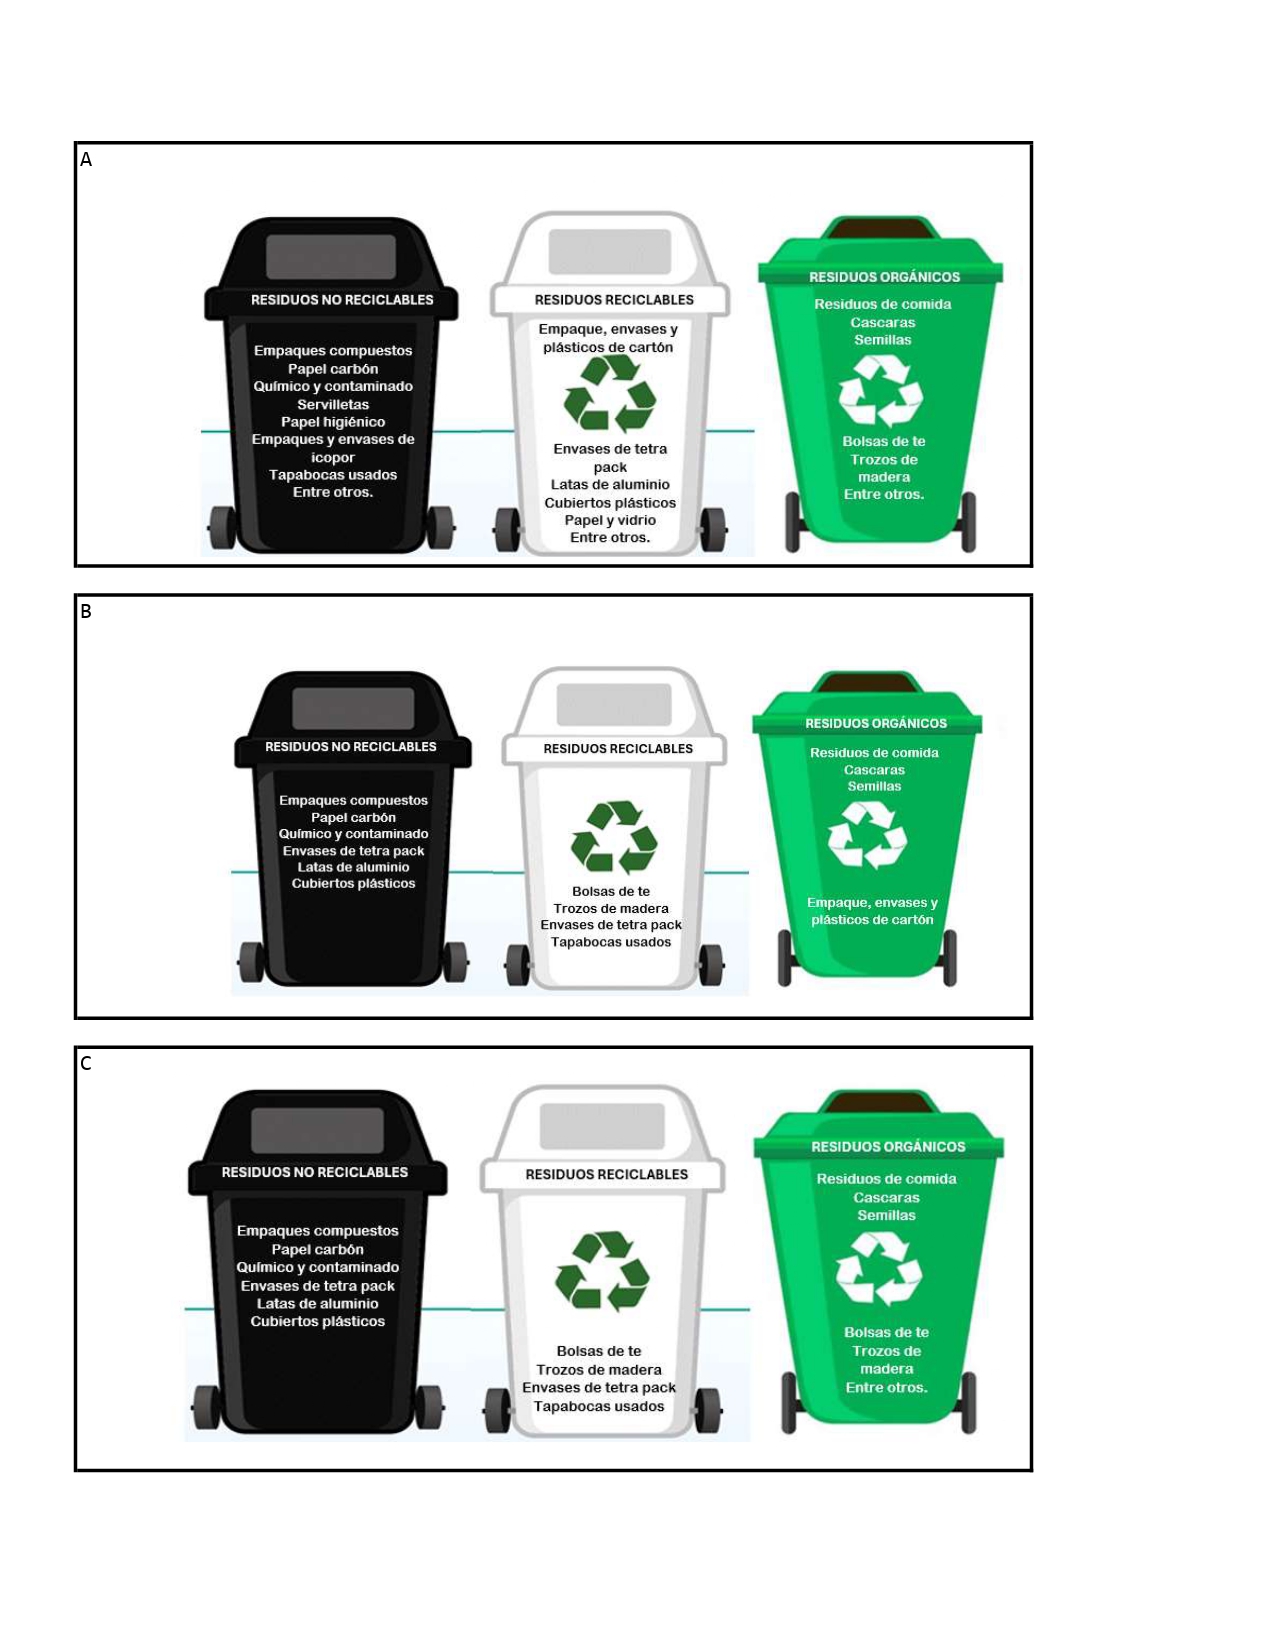 A
RESIDUOS NO RECICLABLES
Empaques compuestos
Papel carbón
Químico y contaminado
Servilletas
Papel higiénico
Empaques y envases de
icopor
Tapabocas usados
Entre otros.
RESIDUOS RECICLABLES
Empaque, envases y
plásticos de cartón
Envases de tetra
pack
Latas de aluminio
Cubiertos plásticos
Papel y vidrio
Entre otros.
RESIDUOS ORGÁNICOS
Residuos de comida
Cascaras
Semillas
Bolsas de te
Trozos de
madera
Entre otros.
B
RESIDUOS NO RECICLABLES
Empaques compuestos
Papel carbón
Químico y contaminado
Envases de tetra pack
Latas de aluminio
Cubiertos plásticos
RESIDUOS RECICLABLES
Bolsas de te
Trozos de madera
Envases de tetra pack
Tapabocas usados
RESIDUOS ORGÁNICOS
Residuos de comida
Cascaras
Semillas
Empaque, envases y
plásticos de cartón
C
RESIDUOS NO RECICLABLES
Empaques compuestos
Papel carbón
Químico y contaminado
Envases de tetra pack
Latas de aluminio
Cubiertos plásticos
RESIDUOS RECICLABLES
Bolsas de te
Trozos de madera
Envases de tetra pack
Tapabocas usados
RESIDUOS ORGÁNICOS
Residuos de comida
Cascaras
Semillas
Bolsas de te
Trozos de
madera
Entre otros.